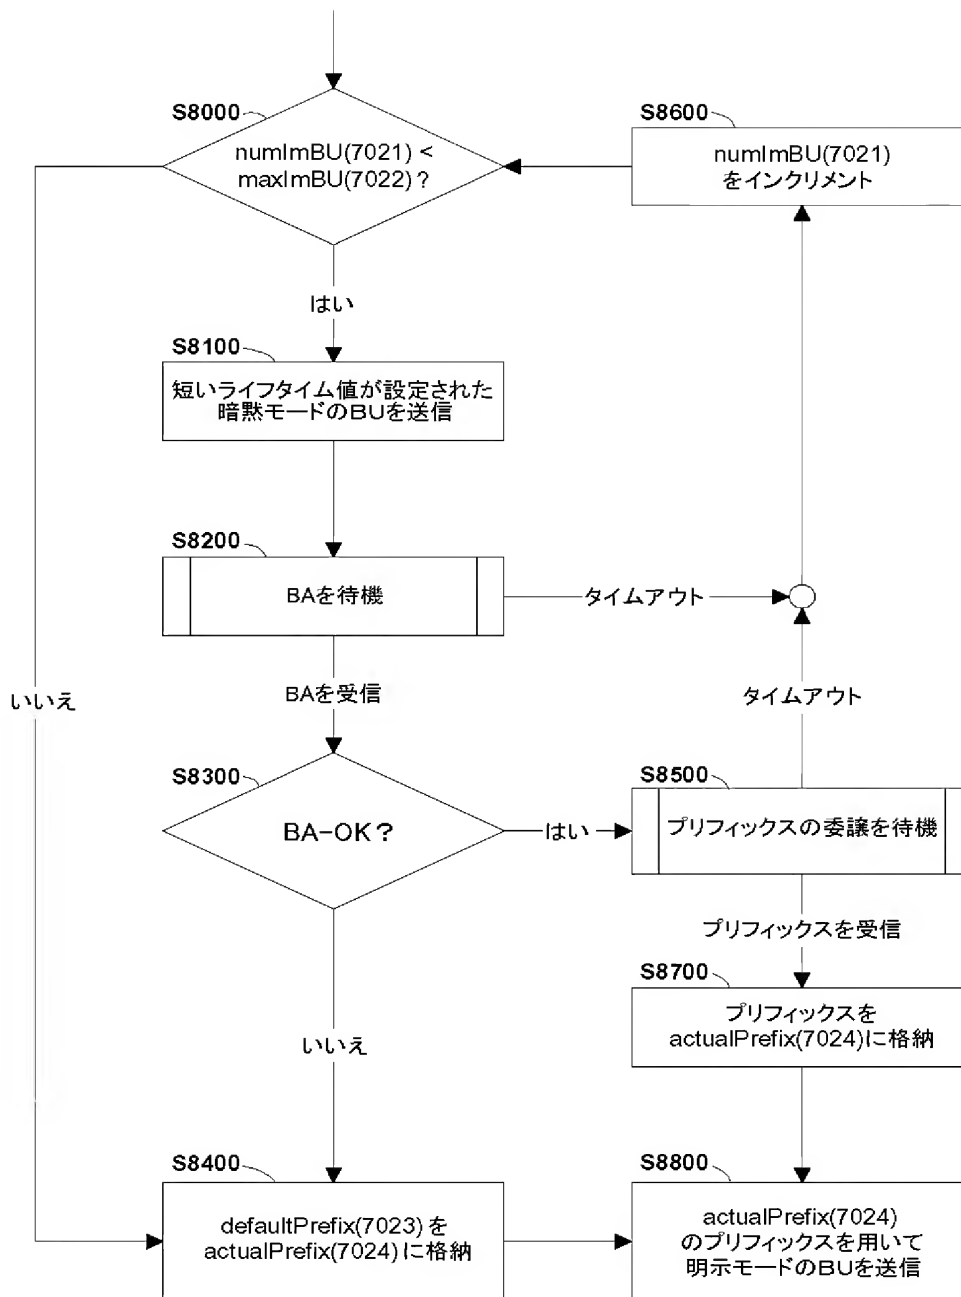 S8000
numImBU(7021) <
maxImBU(7022)?
S8600
numImBU(7021)
をインクリメント
はい
S8100
短いライフタイム値が設定された
暗黙モードのBUを送信
S8200
BAを待機
タイムアウト
いいえ
BAを受信
タイムアウト
S8300
BA-OK?
はい
S8500
プリフィックスの委譲を待機
プリフィックスを受信
S8700
プリフィックスを
actualPrefix(7024)に格納
いいえ
S8400
defaultPrefix(7023)を
actualPrefix(7024)に格納
S8800
actualPrefix(7024)
のプリフィックスを用いて
明示モードのBUを送信